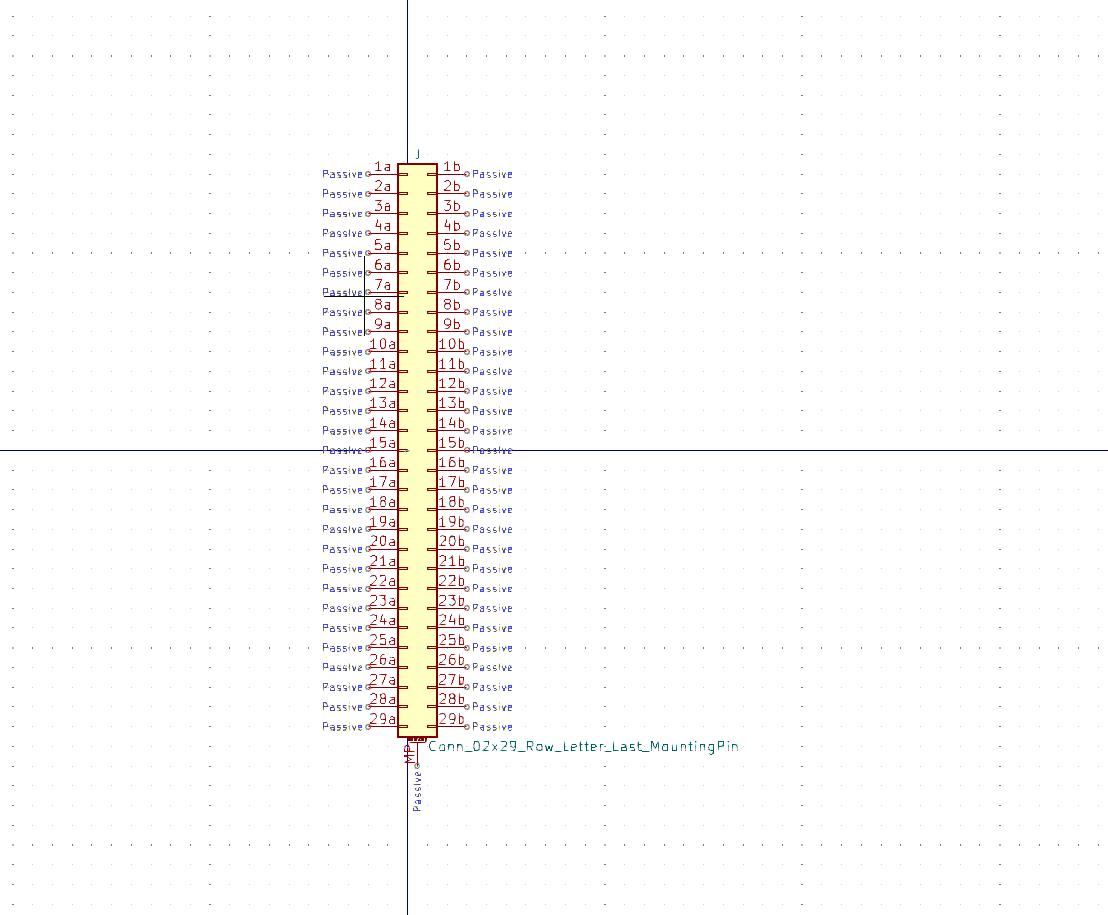 J
Passive 1a 1b Passive
Passive 2a 2b Passive
Passive 3a 3b Passive
Passive 4a 4b Passive
Passive 5a 5b Passive
Passive 6a 6b Passive
Passive 7a 7b Passive
Passive 8a 8b Passive
Passive 9a 9b Passive
Passive 10a 10b Passive
Passive 11a 11b Passive
Passive 12a 12b Passive
Passive 13a 13b Passive
Passive 14a 14b Passive
Passive 15a 15b Passive
Passive 16a 16b Passive
Passive 17a 17b Passive
Passive 18a 18b Passive
Passive 19a 19b Passive
Passive 20a 20b Passive
Passive 21a 21b Passive
Passive 22a 22b Passive
Passive 23a 23b Passive
Passive 24a 24b Passive
Passive 25a 25b Passive
Passive 26a 26b Passive
Passive 27a 27b Passive
Passive 28a 28b Passive
Passive 29a 29b Passive
MP Conn_02x29_Row_Letter_Last_MountingPin
Passive